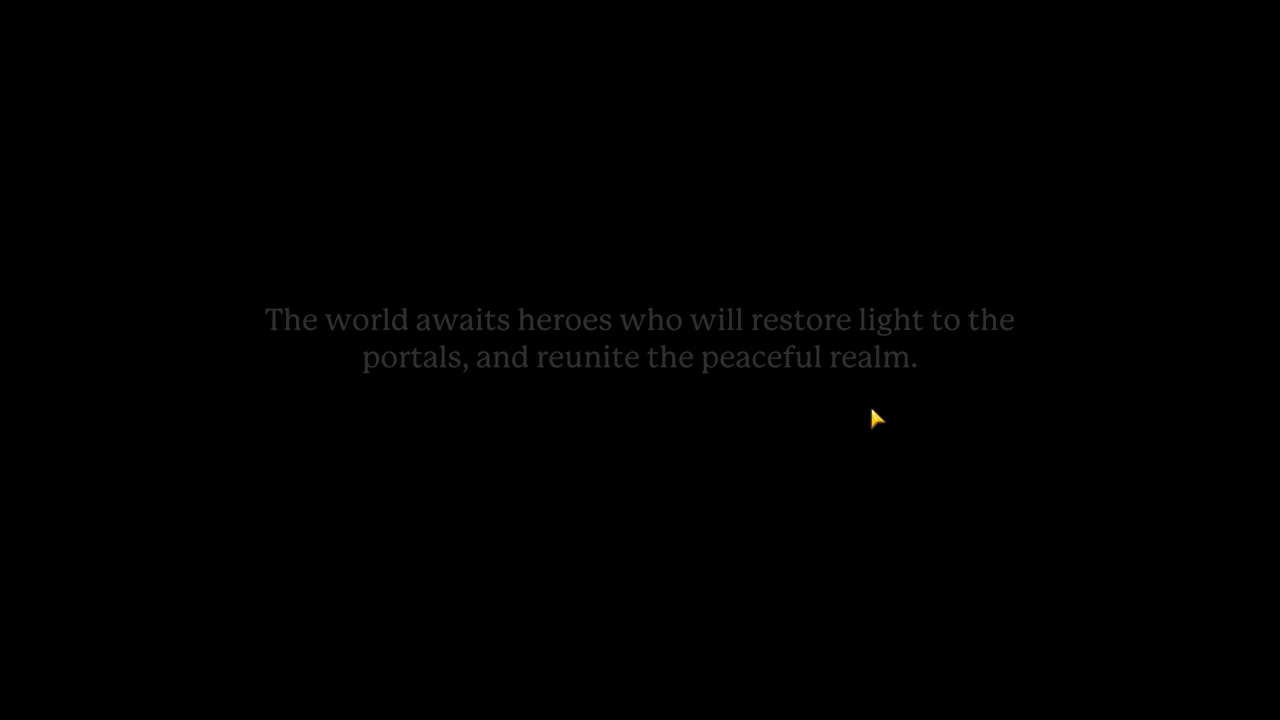 The world awaits heroes who will restore light to the
portals, and reunite the peaceful realm.